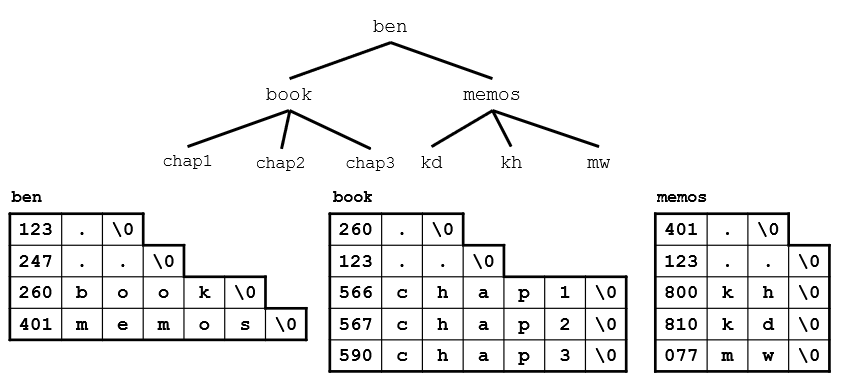 ben
book memos
chap1 chap2 chap3 kd kh mw
ben book memos
123 . \0 260 . \0 401 . \0
247 . . \0 123 . . \0 123 . . \0
260 b o o k \0 566 c h a p 1 \0 800 k h \0
401 m e m o s \0 567 c h a p 2 \0 810 k d \0
590 c h a p 3 \0 077 m w \0